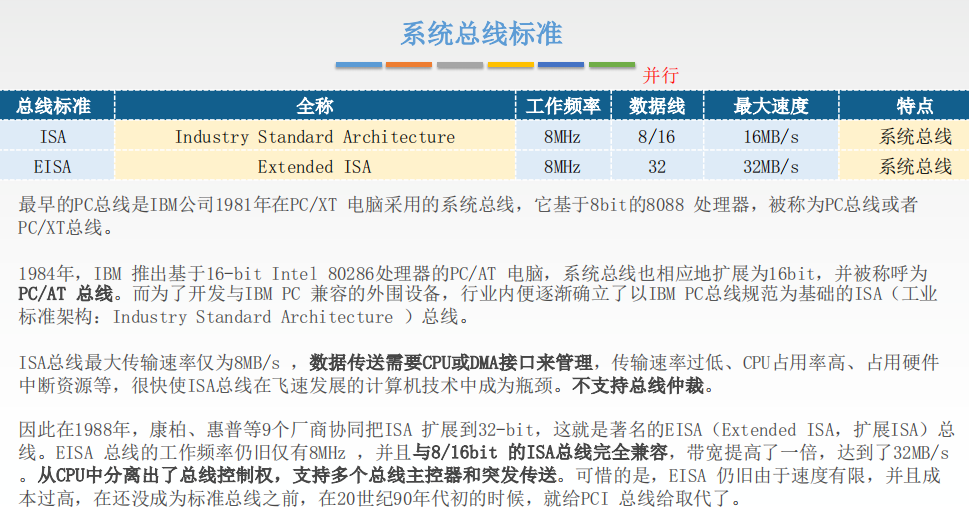 系统总线标准
并行
总线标准 全称 工作频率 数据线 最大速度 特点
ISA Industry Standard Architecture 8MHz 8/16 16MB/s 系统总线
EISA Extended ISA 8MHz 32 32MB/s 系统总线
最早的PC总线是IBM公司1981年在PC/XT 电脑采用的系统总线，它基于8bit的8088 处理器，被称为PC总线或者
PC/XT总线。
1984年，IBM 推出基于16-bit Intel 80286处理器的PC/AT 电脑，系统总线也相应地扩展为16bit，并被称呼为
PC/AT 总线。而为了开发与IBM PC 兼容的外围设备，行业内便逐渐确立了以IBM PC总线规范为基础的ISA（工业
标准架构：Industry Standard Architecture ）总线。
ISA总线最大传输速率仅为8MB/s ，数据传送需要CPU或DMA接口来管理，传输速率过低、CPU占用率高、占用硬件
中断资源等，很快使ISA总线在飞速发展的计算机技术中成为瓶颈。不支持总线仲裁。
因此在1988年，康柏、惠普等9个厂商协同把ISA 扩展到32-bit，这就是著名的EISA（Extended ISA，扩展ISA）总
线。EISA 总线的工作频率仍旧仅有8MHz ，并且与8/16bit 的ISA总线完全兼容，带宽提高了一倍，达到了32MB/s
。从CPU中分离出了总线控制权，支持多个总线主控器和突发传送。可惜的是，EISA 仍旧由于速度有限，并且成
本过高，在还没成为标准总线之前，在20世纪90年代初的时候，就给PCI 总线给取代了。